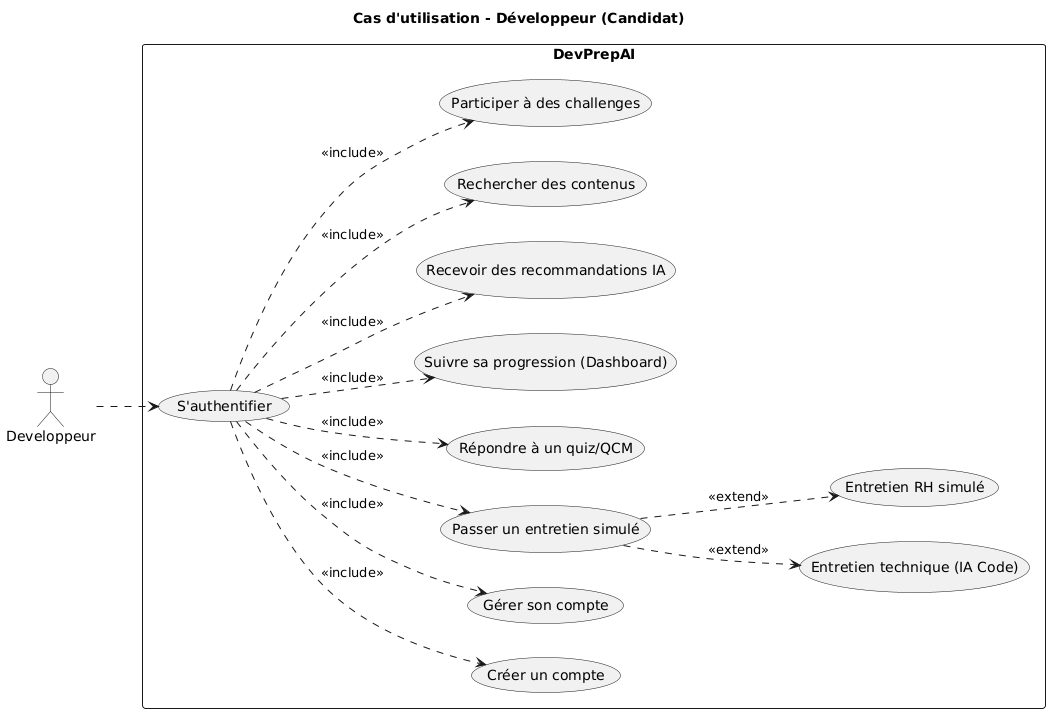 Cas d'utilisation - Développeur (Candidat)
DevPrepAI
Participer à des challenges
«include»
Rechercher des contenus
«include»
Recevoir des recommandations IA
«include»
Suivre sa progression (Dashboard)
«include»
S'authentifier
Developpeur
«include»
Répondre à un quiz/QCM
«include»
Passer un entretien simulé
«extend»
Entretien RH simulé
«extend»
Entretien technique (IA Code)
«include»
Gérer son compte
«include»
Créer un compte